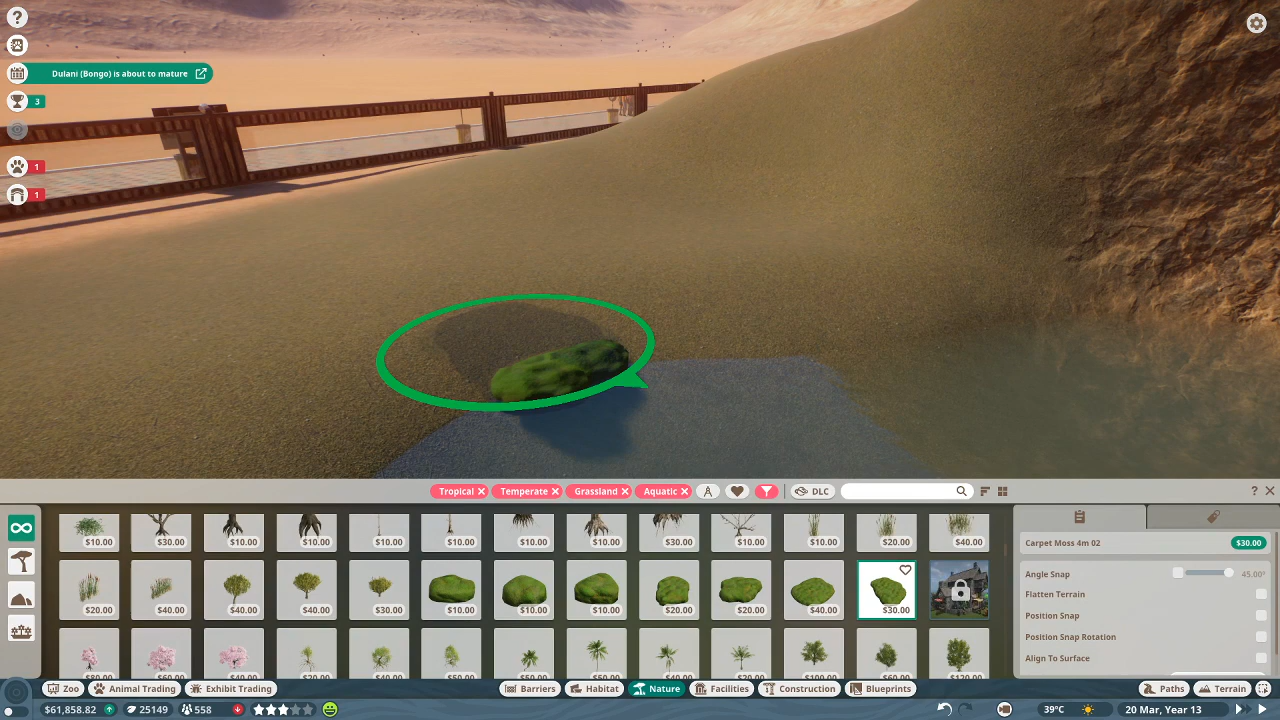 ?
Dulani (Bongo) is about to mature
3
1
1
Tropical ✕ Temperate ✕ Grassland ✕ Aquatic ✕ DLC ? ✕
$10.00 $30.00 $10.00 $10.00 $10.00 $10.00 $10.00 $10.00 $30.00 $10.00 $10.00 $20.00 $40.00
$20.00 $40.00 $40.00 $40.00 $30.00 $10.00 $10.00 $10.00 $20.00 $20.00 $40.00 $30.00
Carpet Moss 4m 02 $30.00
Angle Snap 45.00°
Flatten Terrain
Position Snap
Position Snap Rotation
Align To Surface
Zoo Animal Trading Exhibit Trading Barriers Habitat Nature Facilities Construction Blueprints Paths Terrain
$61,858.82 25149 558 39°C 20 Mar, Year 13